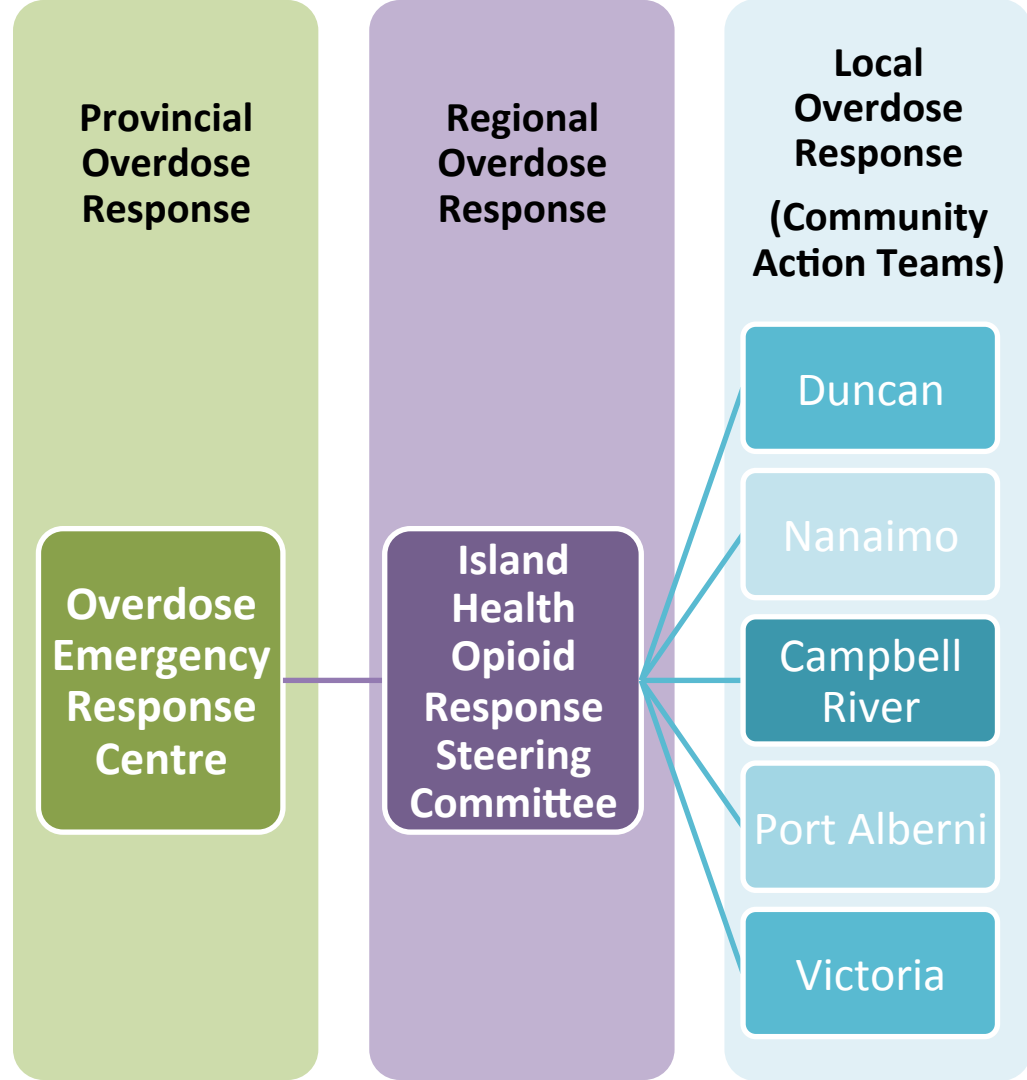 Provincial
Overdose
Response
Overdose
Emergency
Response
Centre
Regional
Overdose
Response
Island
Health
Opioid
Response
Steering
Committee
Local
Overdose
Response
(Community
Action Teams)
Duncan
Nanaimo
Campbell
River
Port Alberni
Victoria